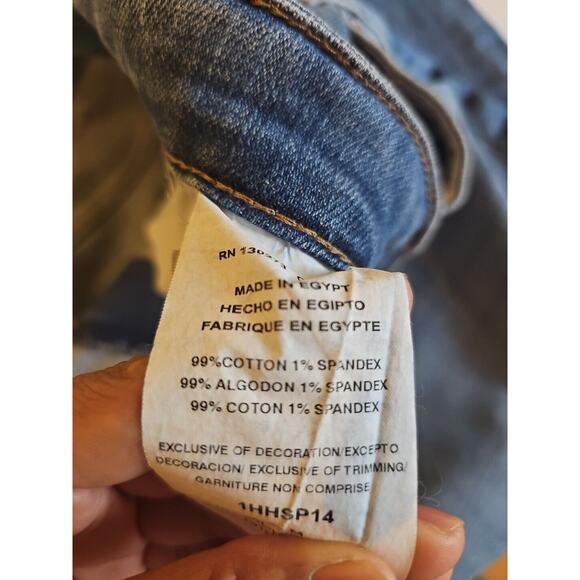 RN
MADE IN EGYPT
HECHO EN EGIPTO
FABRIQUE EN EGYPTE
99%COTTON 1% SPANDEX
99% ALGODON 1% SPANDEX
99% COTON 1% SPANDEX
EXCLUSIVE OF DECORATION/EXCEPTO
DECORACION/ EXCLUSIVE OF TRIMMING/
GARNITURE NON COMPRISE
1HHSP14